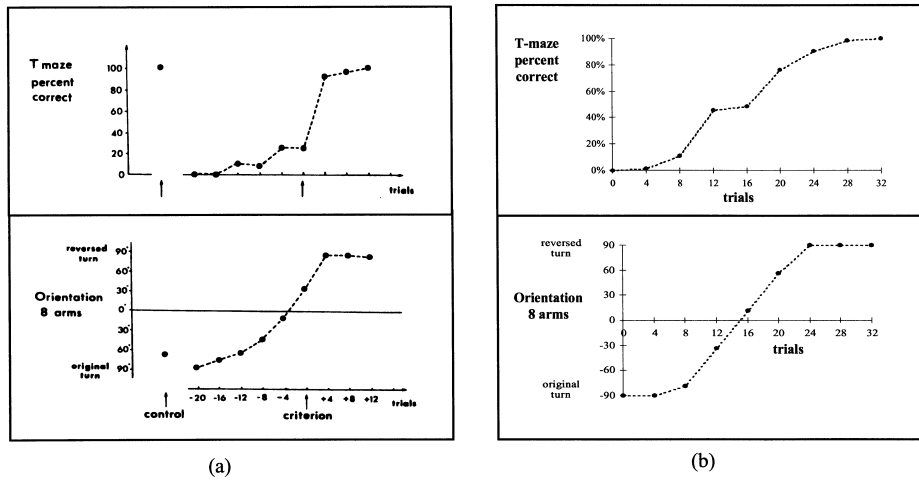 T maze
percent
correct
100
80
60
40
20
0
trials
reversed
turn
90°
60°
30°
Orientation
8 arms
0°
30°
60°
90°
original
turn
-20 -16 -12 -8 -4 +4 +8 +12 trials
control
criterion
(a)
T-maze
percent
correct
100%
80%
60%
40%
20%
0%
0 4 8 12 16 20 24 28 32
trials
reversed
turn
90
60
30
Orientation
8 arms
0
0 4 8 12 16 20 24 28 32
trials
-30
-60
original
turn
-90
(b)